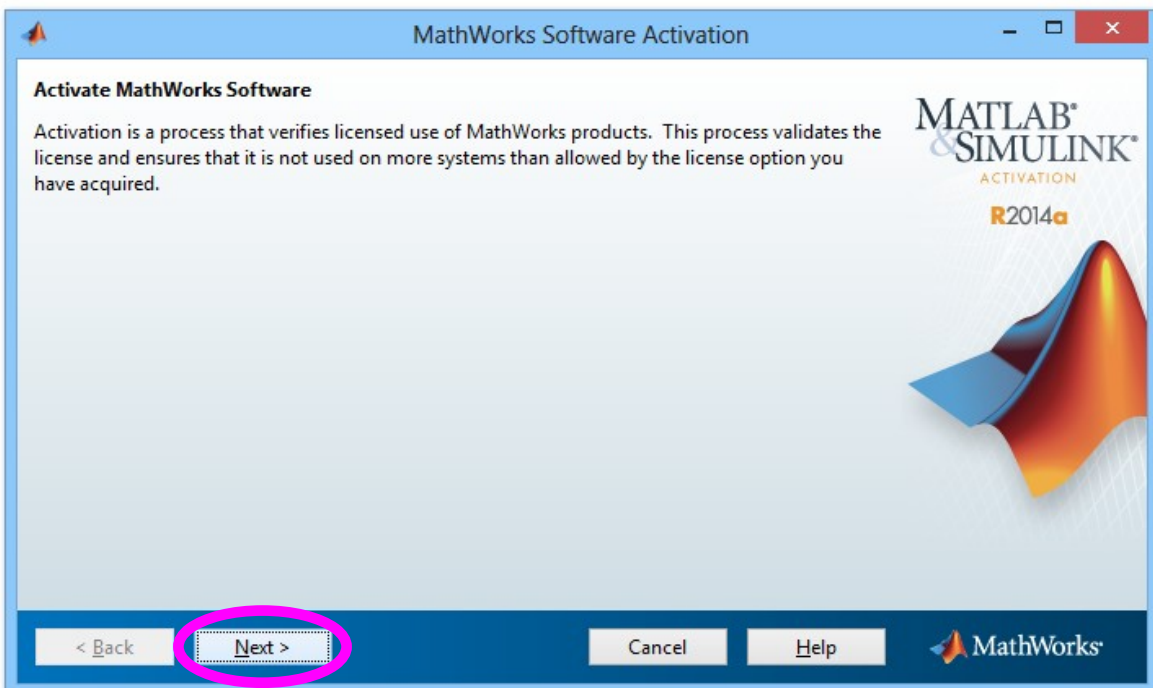 MathWorks Software Activation
Activate MathWorks Software
Activation is a process that verifies licensed use of MathWorks products.  This process validates the
license and ensures that it is not used on more systems than allowed by the license option you
have acquired.
MATLAB®
&SIMULINK®
ACTIVATION
R2014a
< Back
Next >
Cancel
Help
MathWorks®